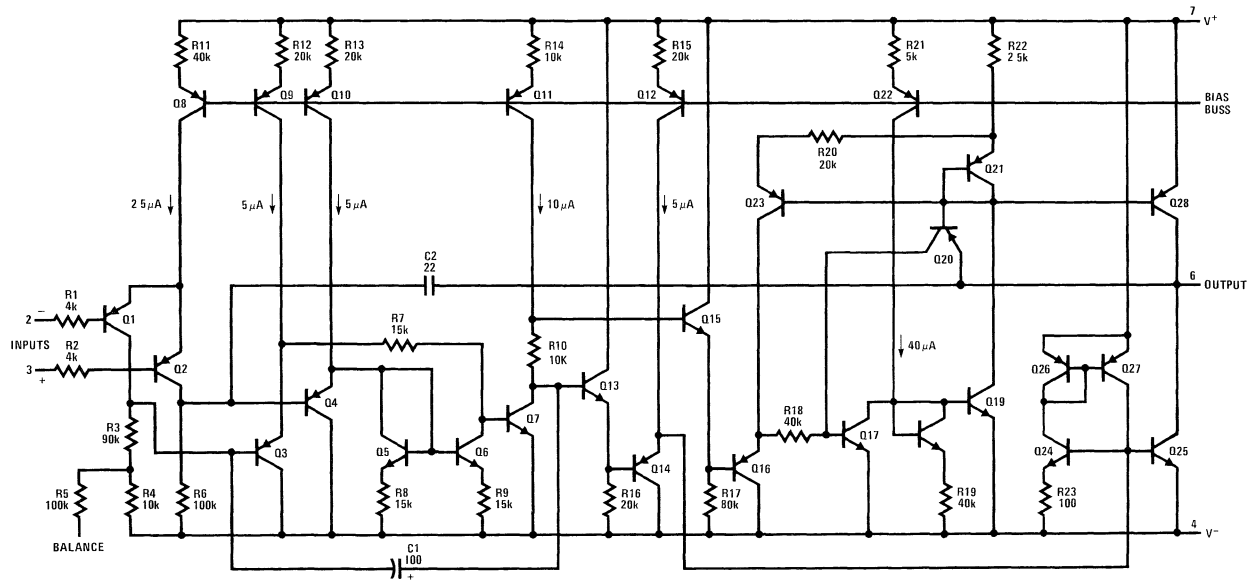 7
V+
R11
40k
R12
20k
R13
20k
R14
10k
R15
20k
R21
5k
R22
2 5k
Q8
Q9
Q10
Q11
Q12
Q22
BIAS
BUSS
R20
20k
Q21
2 5 μA
5 μA
5 μA
10 μA
5 μA
Q23
Q28
Q20
C2
22
6
OUTPUT
R1
4k
2
−
Q1
INPUTS
R2
4k
3
+
Q2
R7
15k
R10
10K
Q15
40 μA
Q26
Q27
Q13
Q4
Q7
Q19
R3
90k
R18
40k
Q17
Q3
Q5
Q6
Q14
Q16
Q24
Q25
R5
100k
R4
10k
R6
100k
R8
15k
R9
15k
R16
20k
R17
80k
R19
40k
R23
100
4
V−
BALANCE
C1
100
+